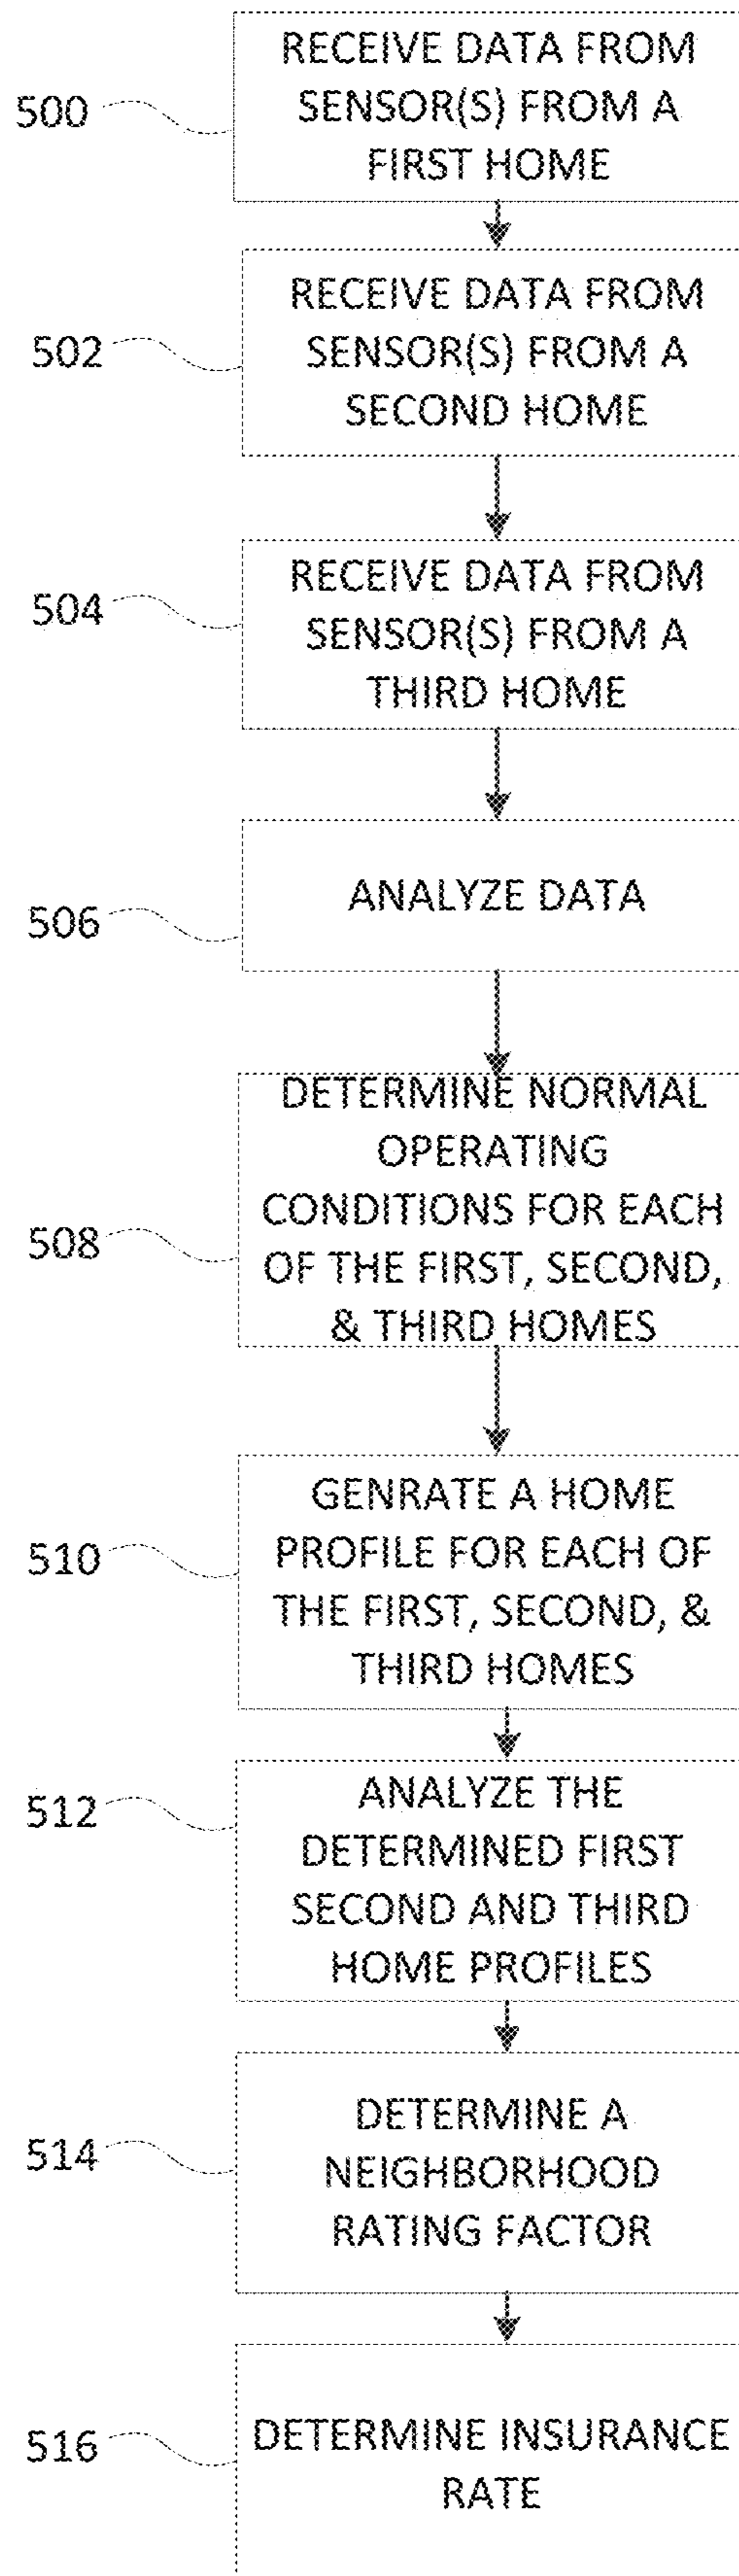 500
RECEIVE DATA FROM
SENSOR(S) FROM A
FIRST HOME
502
RECEIVE DATA FROM
SENSOR(S) FROM A
SECOND HOME
504
RECEIVE DATA FROM
SENSOR(S) FROM A
THIRD HOME
506
ANALYZE DATA
508
DETERMINE NORMAL
OPERATING
CONDITIONS FOR EACH
OF THE FIRST, SECOND,
& THIRD HOMES
510
GENRATE A HOME
PROFILE FOR EACH OF
THE FIRST, SECOND, &
THIRD HOMES
512
ANALYZE THE
DETERMINED FIRST
SECOND AND THIRD
HOME PROFILES
514
DETERMINE A
NEIGHBORHOOD
RATING FACTOR
516
DETERMINE INSURANCE
RATE